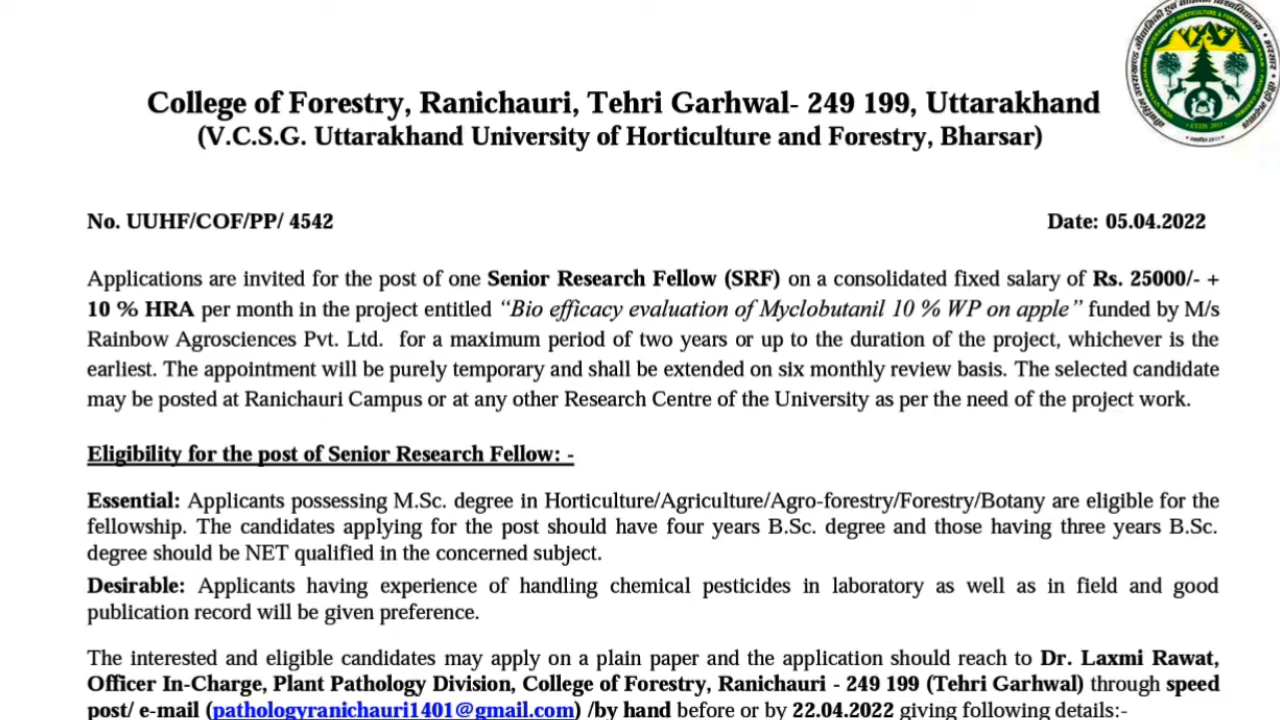 College of Forestry, Ranichauri, Tehri Garhwal- 249 199, Uttarakhand
(V.C.S.G. Uttarakhand University of Horticulture and Forestry, Bharsar)
No. UUHF/COF/PP/ 4542 Date: 05.04.2022
Applications are invited for the post of one Senior Research Fellow (SRF) on a consolidated fixed salary of Rs. 25000/- +
10 % HRA per month in the project entitled “Bio efficacy evaluation of Myclobutanil 10 % WP on apple” funded by M/s
Rainbow Agrosciences Pvt. Ltd. for a maximum period of two years or up to the duration of the project, whichever is the
earliest. The appointment will be purely temporary and shall be extended on six monthly review basis. The selected candidate
may be posted at Ranichauri Campus or at any other Research Centre of the University as per the need of the project work.
Eligibility for the post of Senior Research Fellow: -
Essential: Applicants possessing M.Sc. degree in Horticulture/Agriculture/Agro-forestry/Forestry/Botany are eligible for the
fellowship. The candidates applying for the post should have four years B.Sc. degree and those having three years B.Sc.
degree should be NET qualified in the concerned subject.
Desirable: Applicants having experience of handling chemical pesticides in laboratory as well as in field and good
publication record will be given preference.
The interested and eligible candidates may apply on a plain paper and the application should reach to Dr. Laxmi Rawat,
Officer In-Charge, Plant Pathology Division, College of Forestry, Ranichauri - 249 199 (Tehri Garhwal) through speed
post/ e-mail (pathologyranichauri1401@gmail.com) /by hand before or by 22.04.2022 giving following details:-